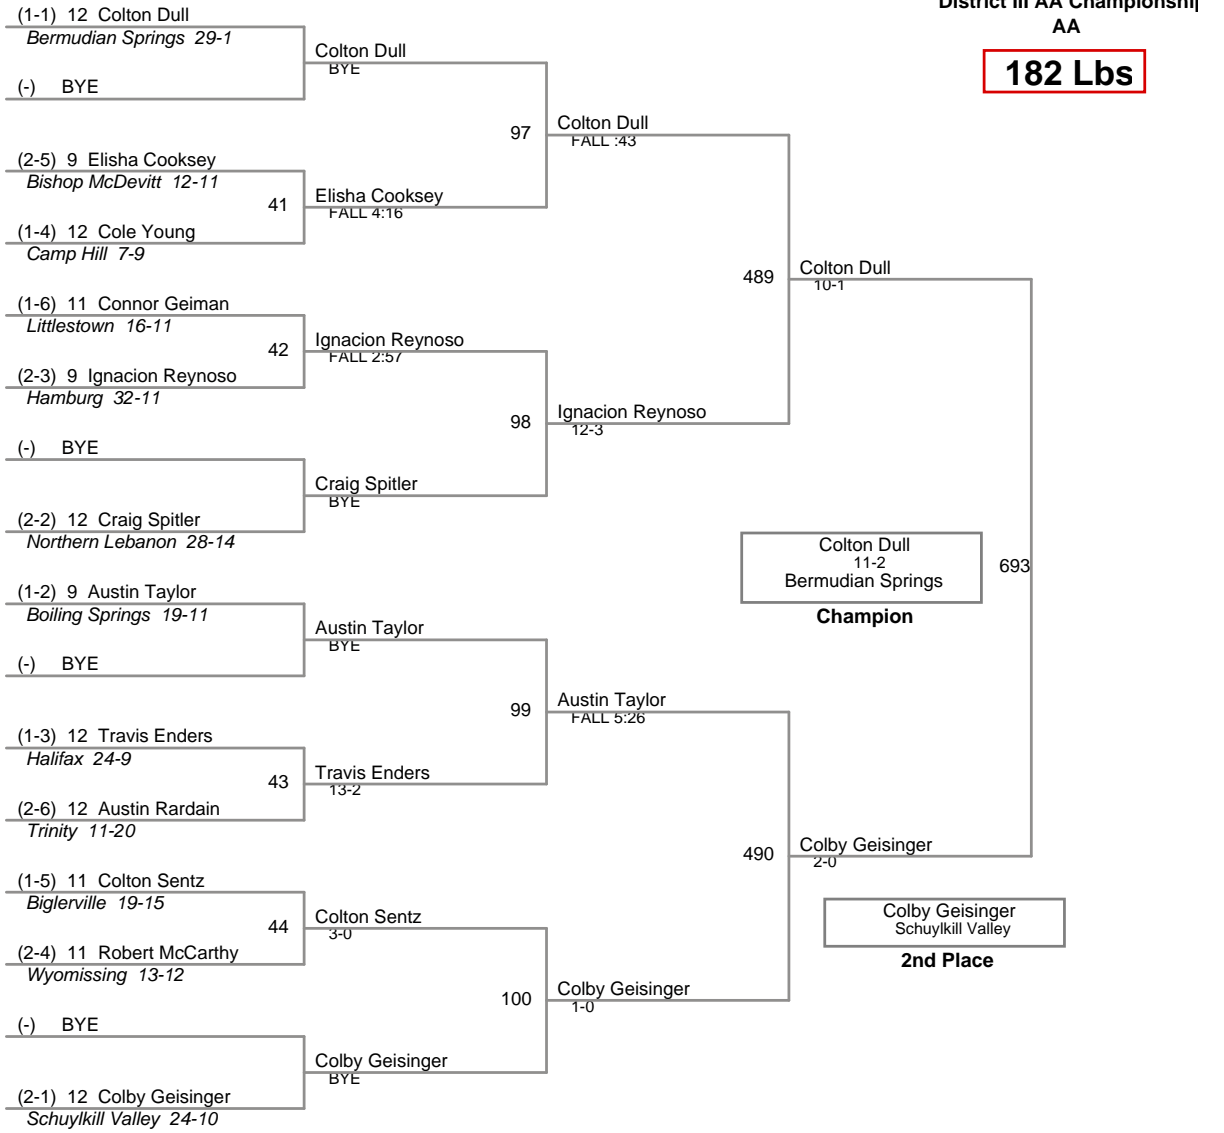 District III AA Championship
AA
182 Lbs
(1-1) 12 Colton Dull
Bermudian Springs 29-1
(-) BYE
Colton Dull
BYE
(2-5) 9 Elisha Cooksey
Bishop McDevitt 12-11
(1-4) 12 Cole Young
Camp Hill 7-9
41
Elisha Cooksey
FALL 4:16
97
Colton Dull
FALL :43
(1-6) 11 Connor Geiman
Littlestown 16-11
(2-3) 9 Ignacion Reynoso
Hamburg 32-11
42
Ignacion Reynoso
FALL 2:57
(-) BYE
(2-2) 12 Craig Spitler
Northern Lebanon 28-14
Craig Spitler
BYE
98
Ignacion Reynoso
12-3
489
Colton Dull
10-1
(1-2) 9 Austin Taylor
Boiling Springs 19-11
(-) BYE
Austin Taylor
BYE
(1-3) 12 Travis Enders
Halifax 24-9
(2-6) 12 Austin Rardain
Trinity 11-20
43
Travis Enders
13-2
99
Austin Taylor
FALL 5:26
(1-5) 11 Colton Sentz
Biglerville 19-15
(2-4) 11 Robert McCarthy
Wyomissing 13-12
44
Colton Sentz
3-0
(-) BYE
(2-1) 12 Colby Geisinger
Schuylkill Valley 24-10
Colby Geisinger
BYE
100
Colby Geisinger
1-0
490
Colby Geisinger
2-0
693
Colton Dull
11-2
Bermudian Springs
Champion
Colby Geisinger
Schuylkill Valley
2nd Place